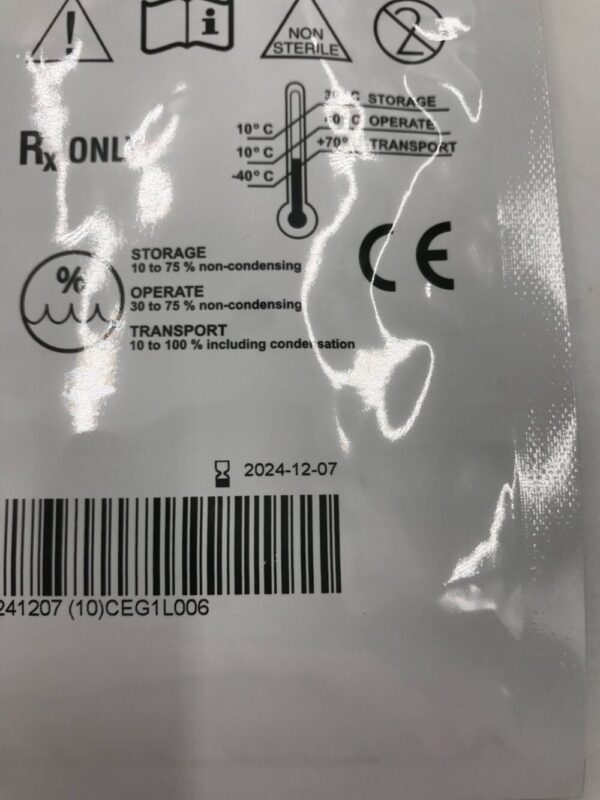 NON
STERILE
2
10° C
10° C
-40° C
STORAGE
OPERATE
+70° TRANSPORT
Rx ONL
CE
%
STORAGE
10 to 75 % non-condensing
OPERATE
30 to 75 % non-condensing
TRANSPORT
10 to 100 % including condensation
2024-12-07
241207 (10)CEG1L006